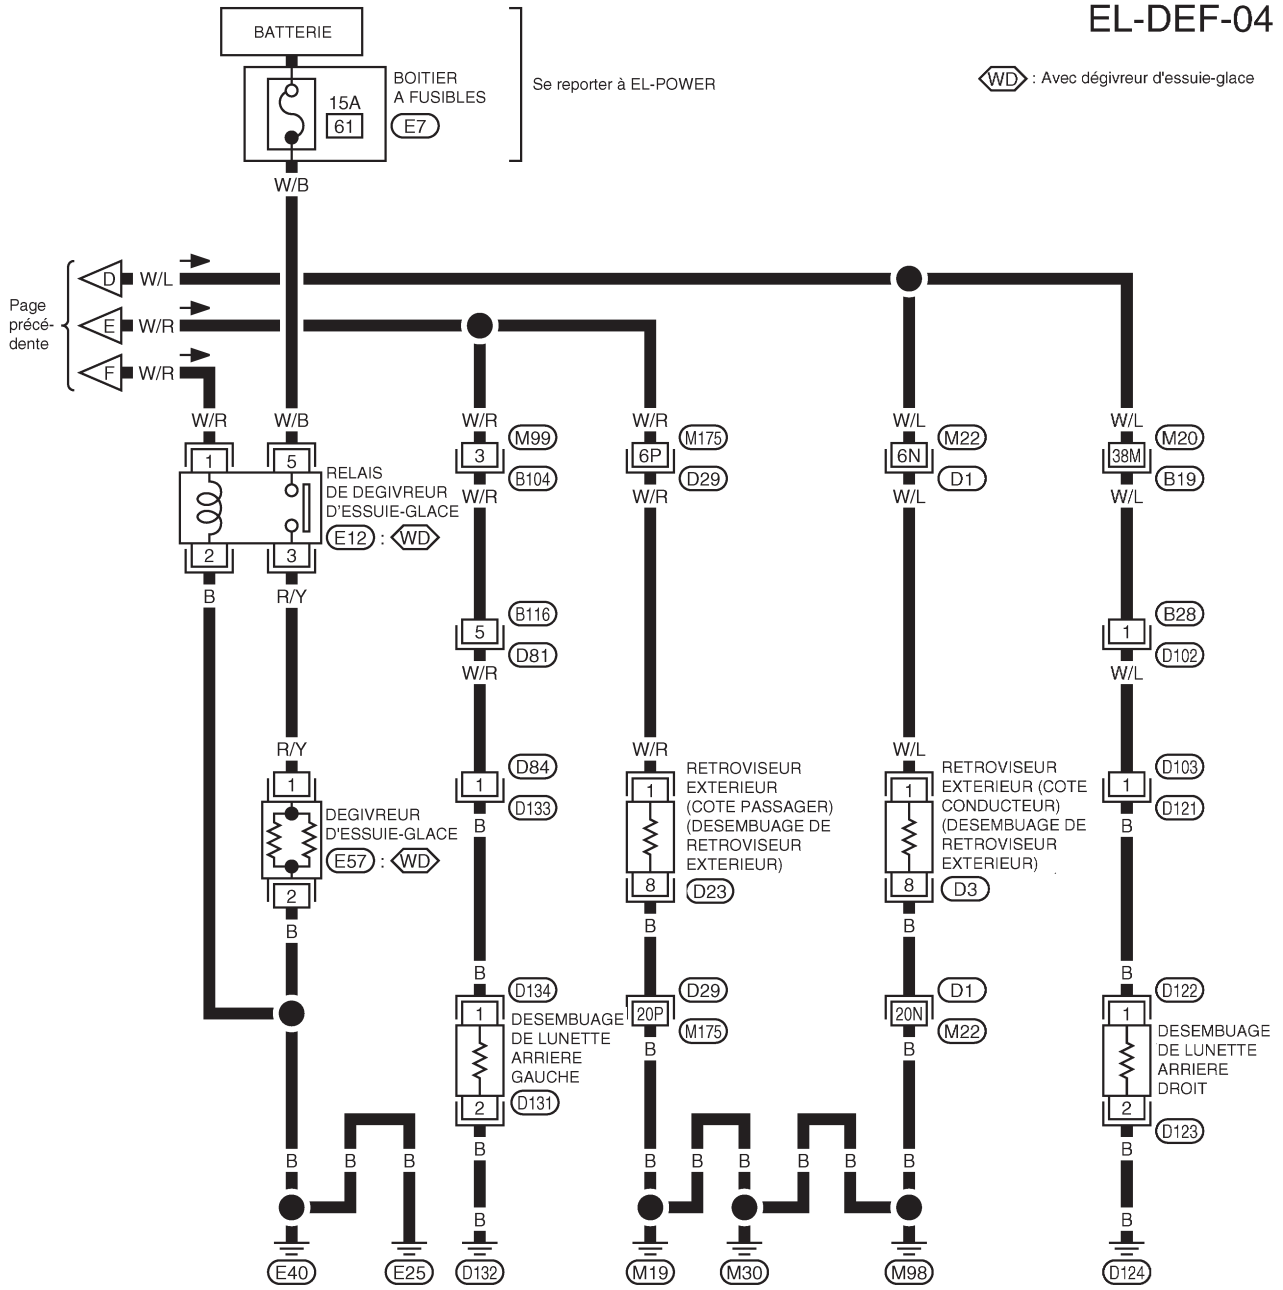 EL-DEF-04
BATTERIE
BOITIER
A FUSIBLES
15A
61
E7
Se reporter à EL-POWER
WD : Avec dégivreur d'essuie-glace
W/B
Page
précé-
dente
D W/L
E W/R
F W/R
W/R W/B W/R W/R W/L W/L
M99 M175 M22 M20
1 5 3 6P 6N 38M
B104 D29 D1 B19
RELAIS
DE DEGIVREUR
D'ESSUIE-GLACE
E12 : WD
W/R W/R W/L W/L
2 3
B R/Y
B116 B28
5 1
D81 D102
W/R W/L
R/Y W/R W/L
D84 D103
1 1 1 1 1
D133 D121
B B
DEGIVREUR
D'ESSUIE-GLACE
E57 : WD
RETROVISEUR
EXTERIEUR
(COTE PASSAGER)
(DESEMBUAGE DE
RETROVISEUR
EXTERIEUR)
D23
RETROVISEUR
EXTERIEUR (COTE
CONDUCTEUR)
(DESEMBUAGE DE
RETROVISEUR
EXTERIEUR)
D3
2 8 8
B B B
B B
D134 D29 D1 D122
1 20P 20N 1
M175 M22
B B
DESEMBUAGE
DE LUNETTE
ARRIERE
GAUCHE
D131
2
DESEMBUAGE
DE LUNETTE
ARRIERE
DROIT
D123
2
B B
B B B B B B B B B
B B
E40 E25 D132 M19 M30 M98 D124